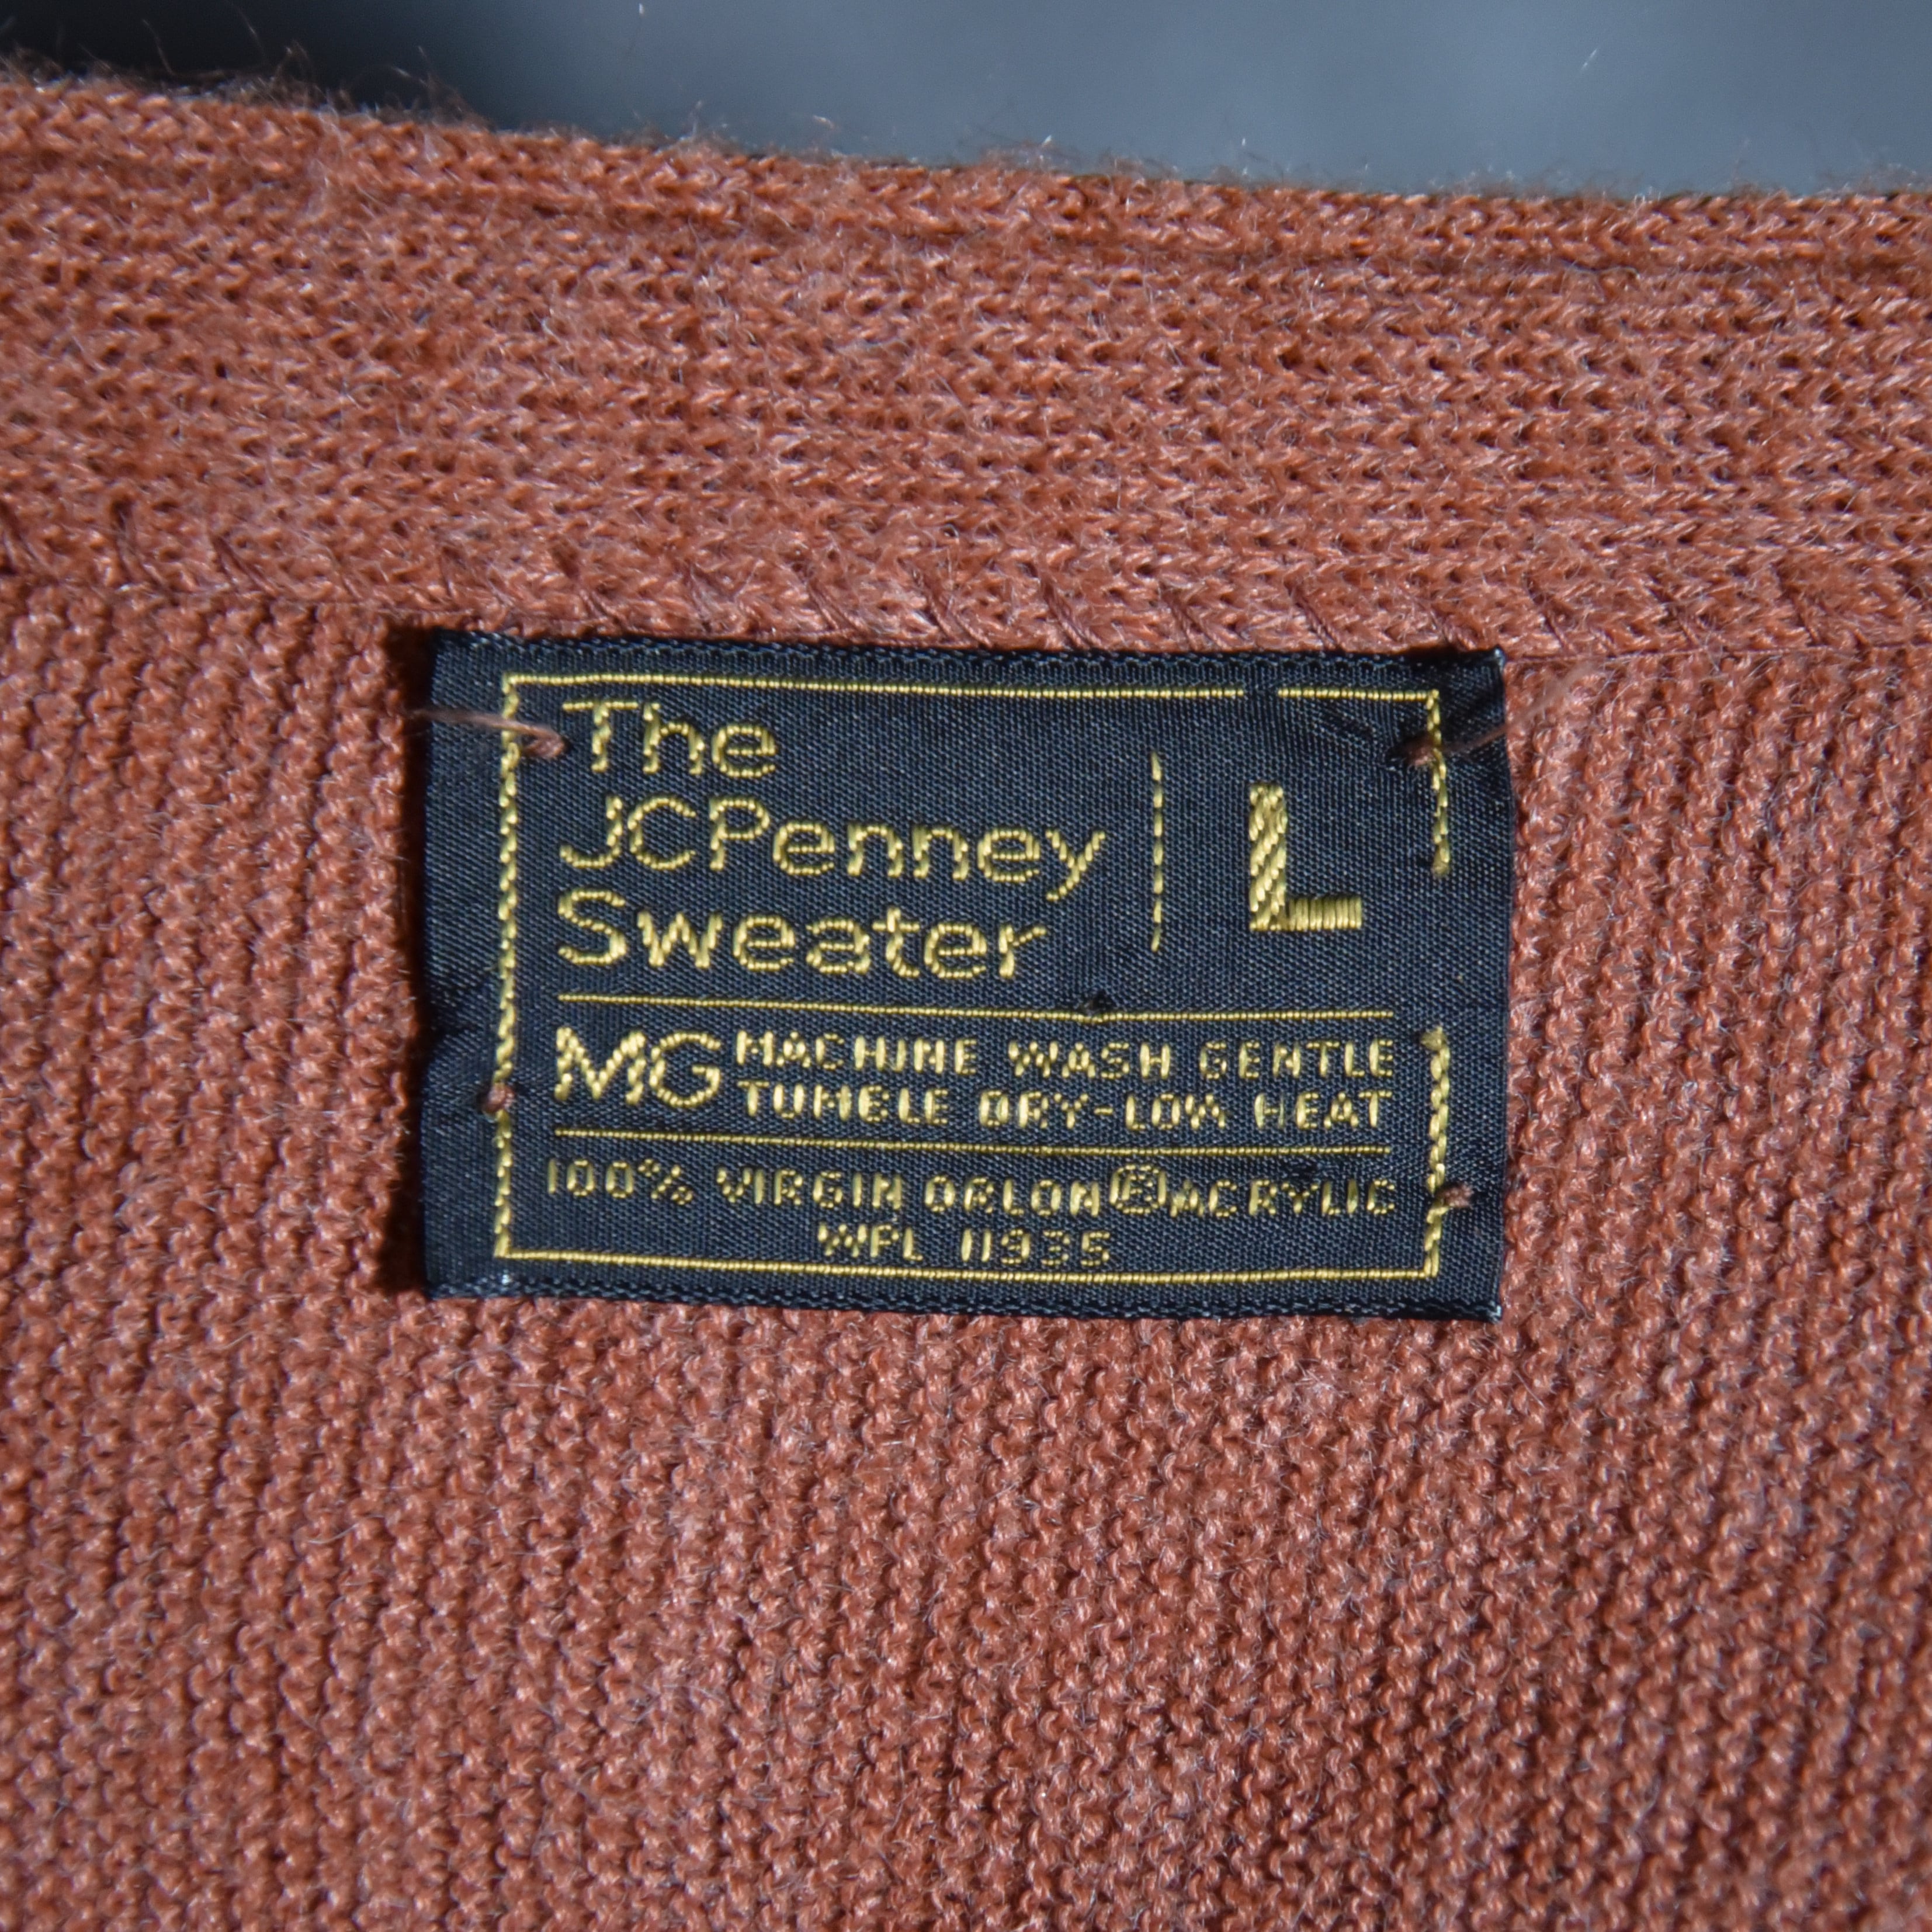 The
JCPenney
Sweater
L
MG
MACHINE WASH GENTLE
TUMBLE DRY-LOW HEAT
100% VIRGIN ORLON® ACRYLIC
WPL 11935